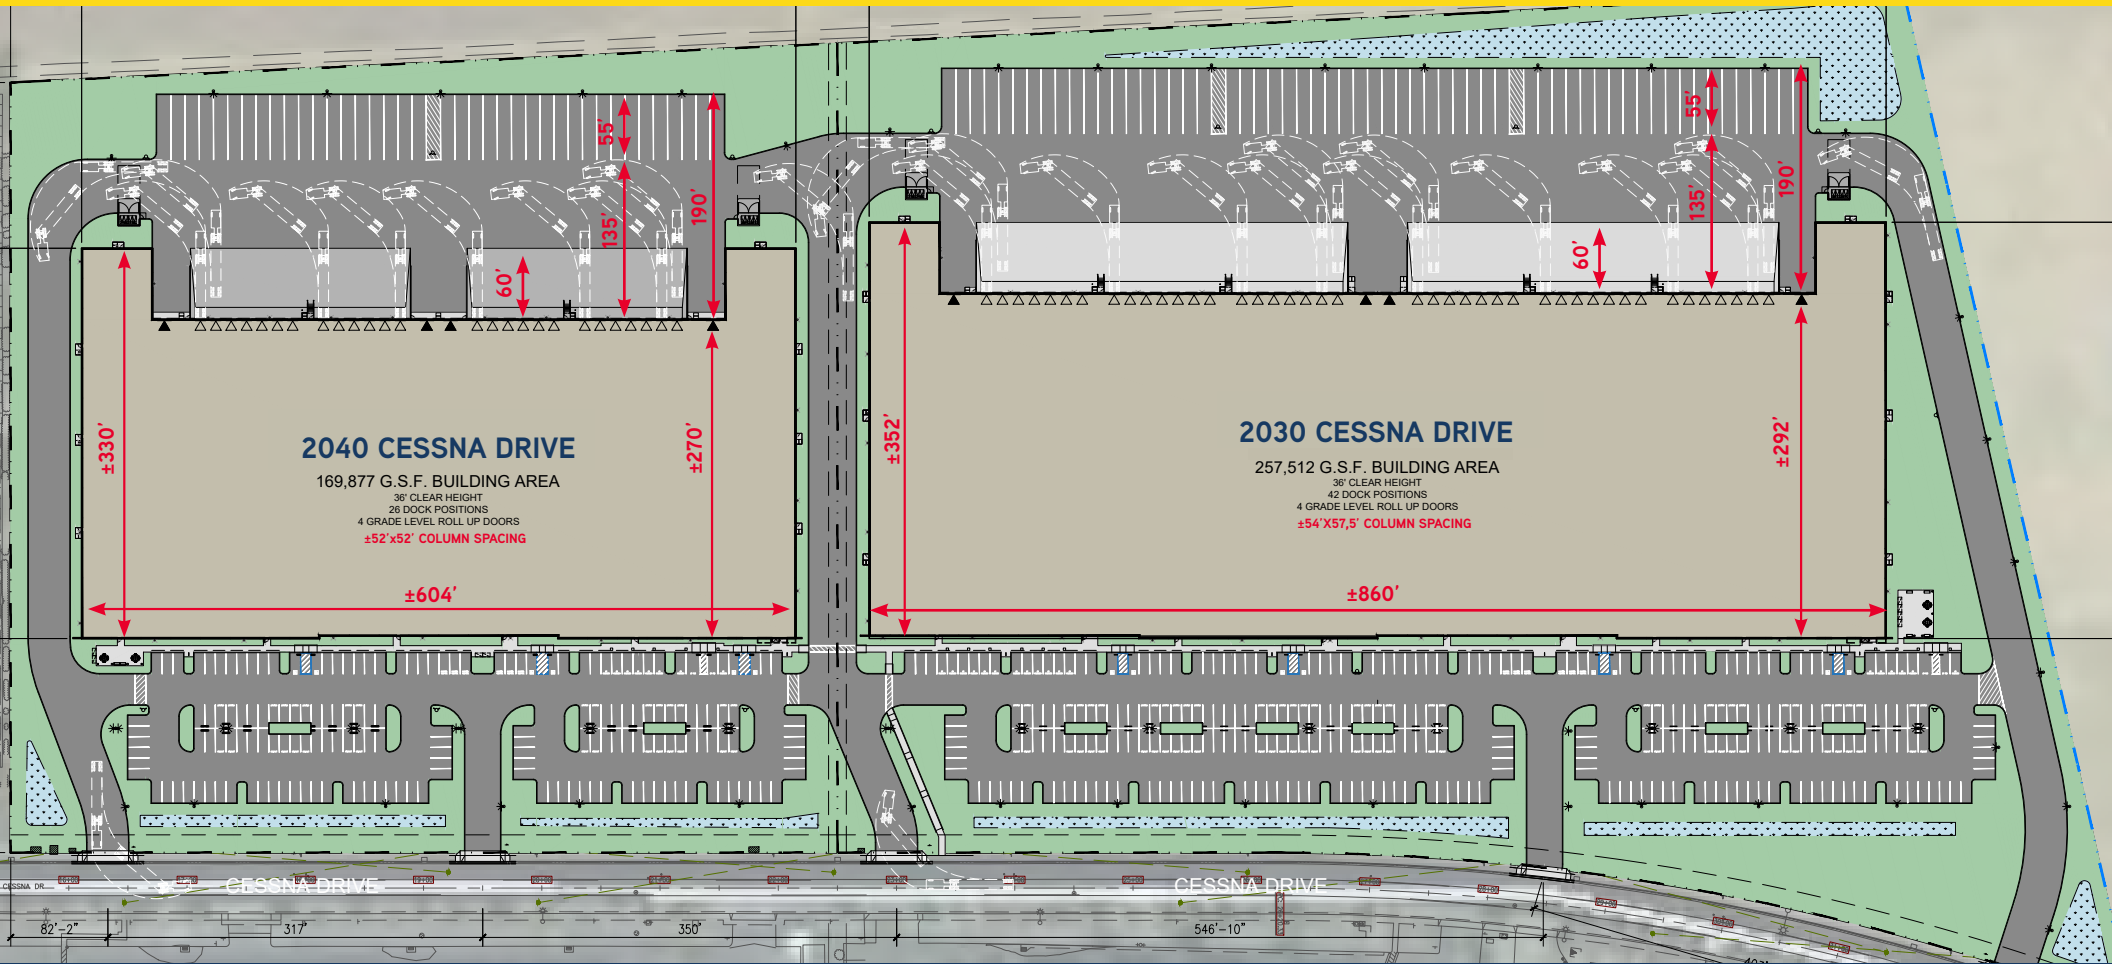 55'
190'
135'
60'
±330'
±270'
2040 CESSNA DRIVE
169,877 G.S.F. BUILDING AREA
36' CLEAR HEIGHT
26 DOCK POSITIONS
4 GRADE LEVEL ROLL UP DOORS
±52'x52' COLUMN SPACING
±604'
55'
190'
135'
60'
±352'
±292'
2030 CESSNA DRIVE
257,512 G.S.F. BUILDING AREA
36' CLEAR HEIGHT
42 DOCK POSITIONS
4 GRADE LEVEL ROLL UP DOORS
±54'X57,5' COLUMN SPACING
±860'
CESSNA DR.
CESSNA DRIVE
CESSNA DRIVE
82'-2"
317'
350'
546'-10"